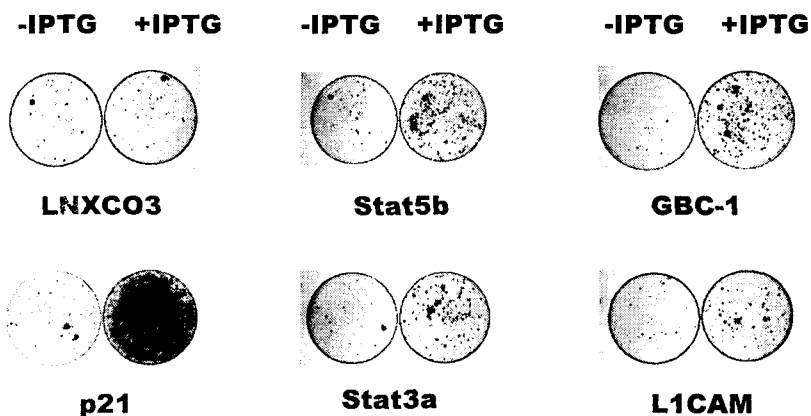 -IPTG +IPTG -IPTG +IPTG -IPTG +IPTG
LNXCO3 Stat5b GBC-1
p21 Stat3a L1CAM